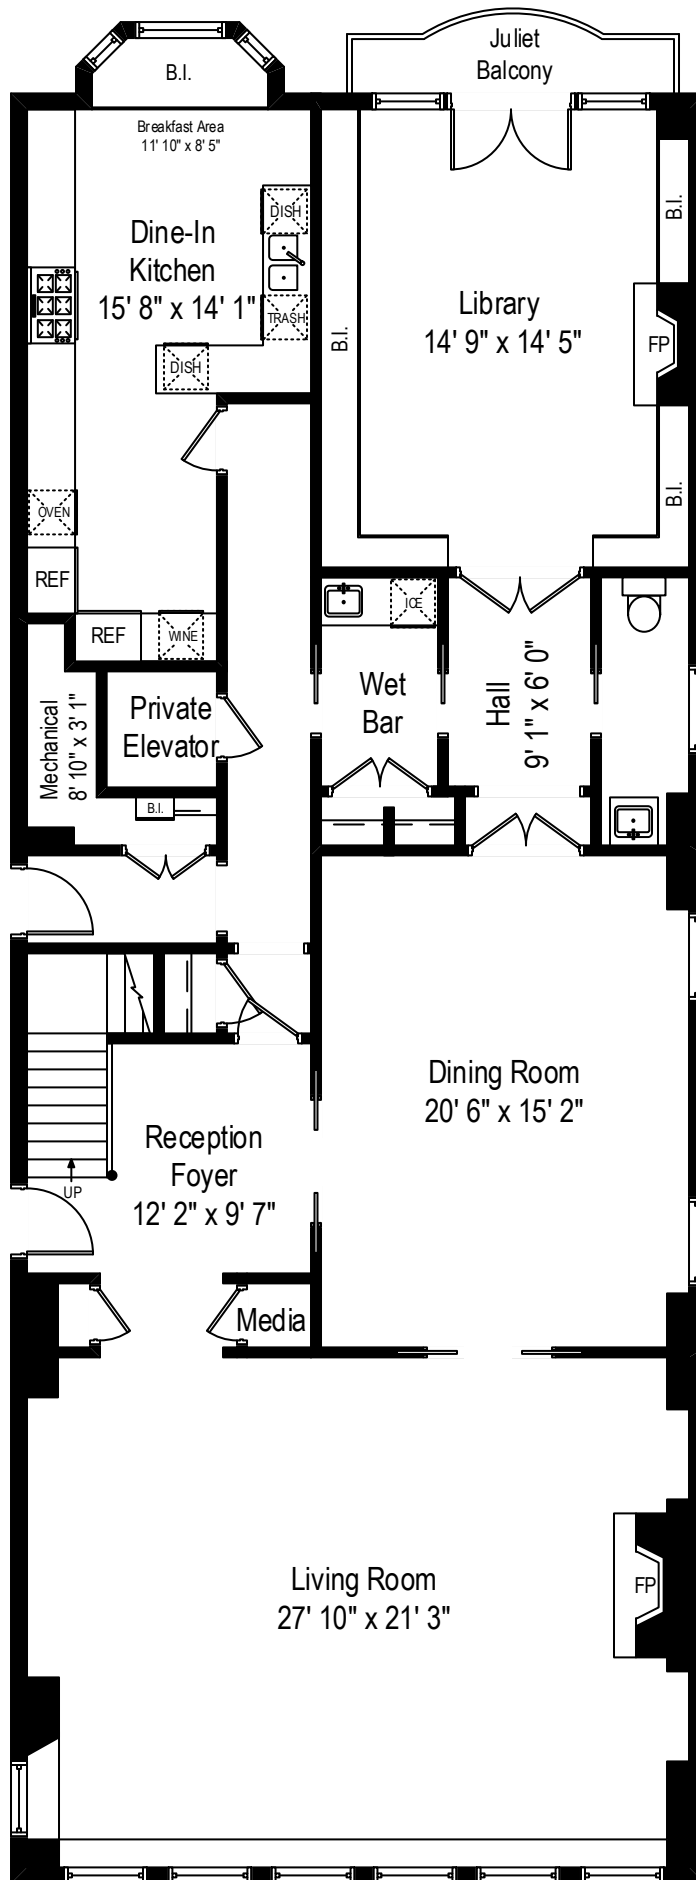 Juliet
Balcony
B.I.
Breakfast Area
11' 10" x 8' 5"
DISH
Dine-In
Kitchen
15' 8" x 14' 1"
TRASH
DISH
B.I.
Library
14' 9" x 14' 5"
B.I.
FP
B.I.
OVEN
REF
REF
WINE
ICE
Mechanical
8' 10" x 3' 1"
Private
Elevator
B.I.
Wet
Bar
Hall
9' 1" x 6' 0"
Dining Room
20' 6" x 15' 2"
Reception
Foyer
12' 2" x 9' 7"
UP
Media
Living Room
27' 10" x 21' 3"
FP